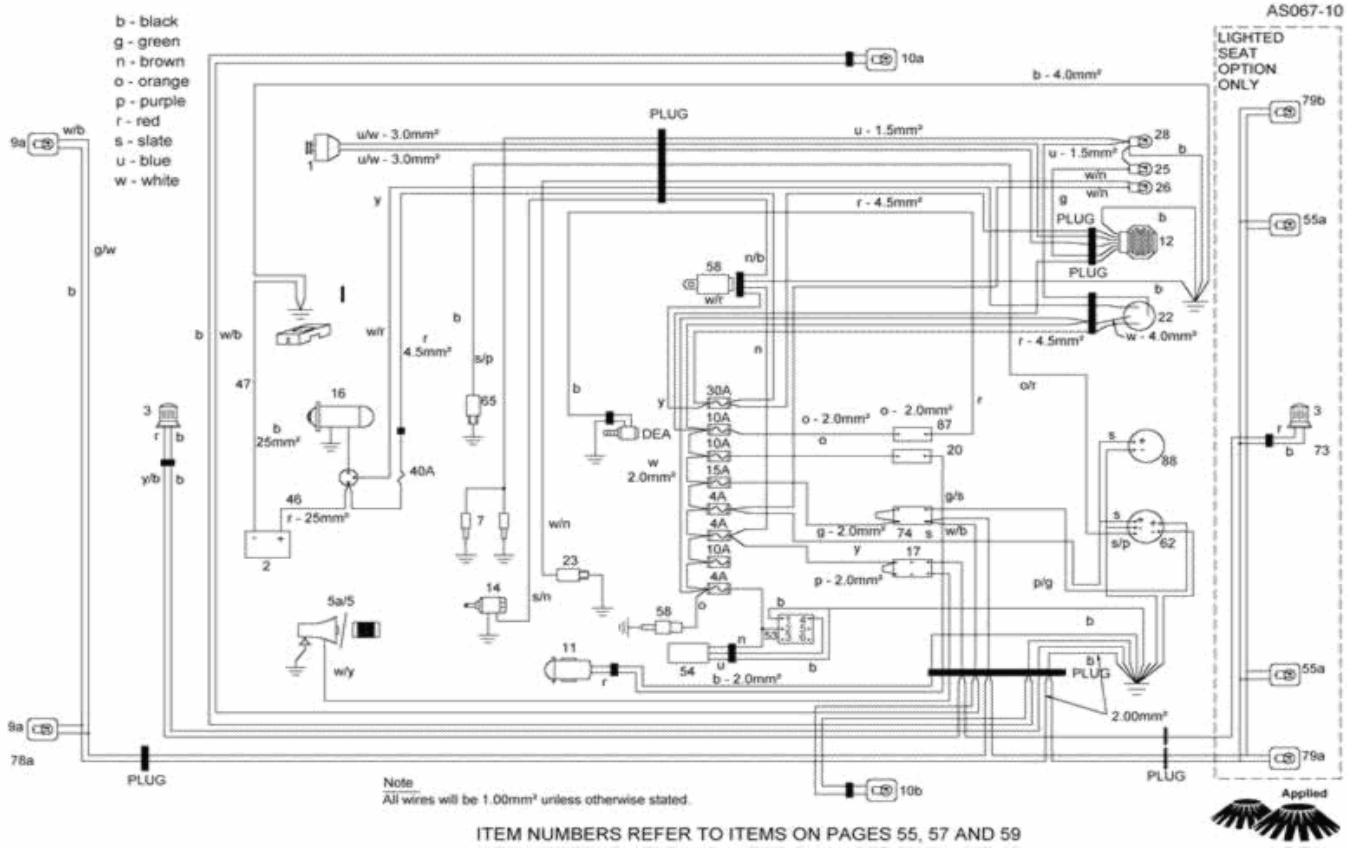 AS067-10
b - black
g - green
n - brown
o - orange
p - purple
r - red
s - slate
u - blue
w - white
LIGHTED
SEAT
OPTION
ONLY
10a
b - 4.0mm²
79b
9a
w/b
PLUG
u/w - 3.0mm²
u - 1.5mm²
28
1
u/w - 3.0mm²
u - 1.5mm²
b
25
w/n
26
w/n
y
r - 4.5mm²
g
PLUG
b
12
55a
g/w
n/b
58
PLUG
w/r
b
b
22
w - 4.0mm²
r - 4.5mm²
b
w/b
w/r
r
4.5mm²
b
s/p
n
o/r
47
16
65
b
y
30A
r
3
r
b
b
25mm²
DEA
10A
o - 2.0mm²
o - 2.0mm²
87
o
3
r
b
73
y/b
b
40A
w
2.0mm²
10A
20
s
88
15A
46
r - 25mm²
4A
g/s
7
w/n
g - 2.0mm²
74
s
w/b
s
s/p
62
2
4A
y
17
10A
p - 2.0mm²
p/g
23
4A
14
s/n
o
5a/5
58
b
53
b
11
n
54
u
b
w/y
r
b - 2.0mm²
PLUG
b
55a
2.00mm²
9a
78a
PLUG
PLUG
79a
Note
All wires will be 1.00mm² unless otherwise stated.
10b
Applied
ITEM NUMBERS REFER TO ITEMS ON PAGES 55, 57 AND 59